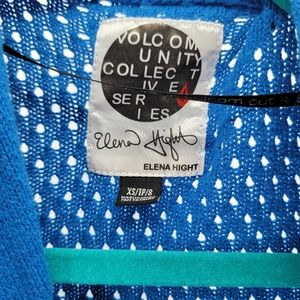 VOLCOM
UNITY
COLLECT
IVE
SER
IES
Elena Hight
ELENA HIGHT
XS/TP/8